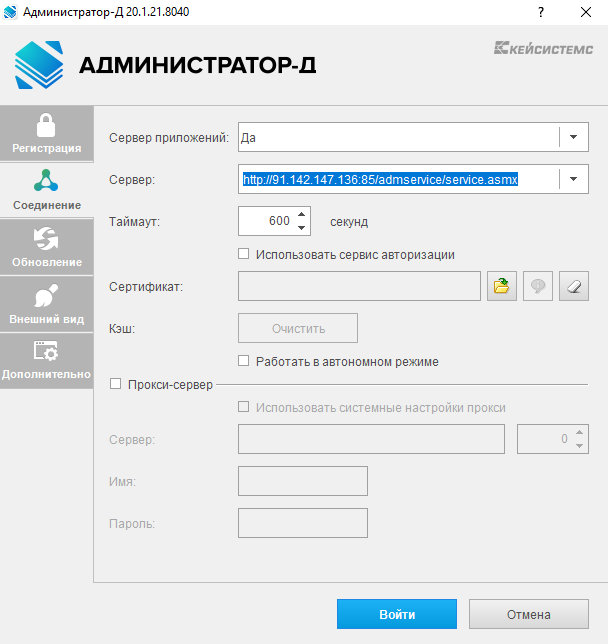 Администратор-Д 20.1.21.8040
?
АДМИНИСТРАТОР-Д
КЕЙСИСТЕМС
Регистрация
Соединение
Обновление
Внешний вид
Дополнительно
Сервер приложений: Да
Сервер: http://91.142.147.136:85/admservice/service.asmx
Таймаут: 600 секунд
Использовать сервис авторизации
Сертификат:
Кэш: Очистить
Работать в автономном режиме
Прокси-сервер
Использовать системные настройки прокси
Сервер: 0
Имя:
Пароль:
Войти Отмена